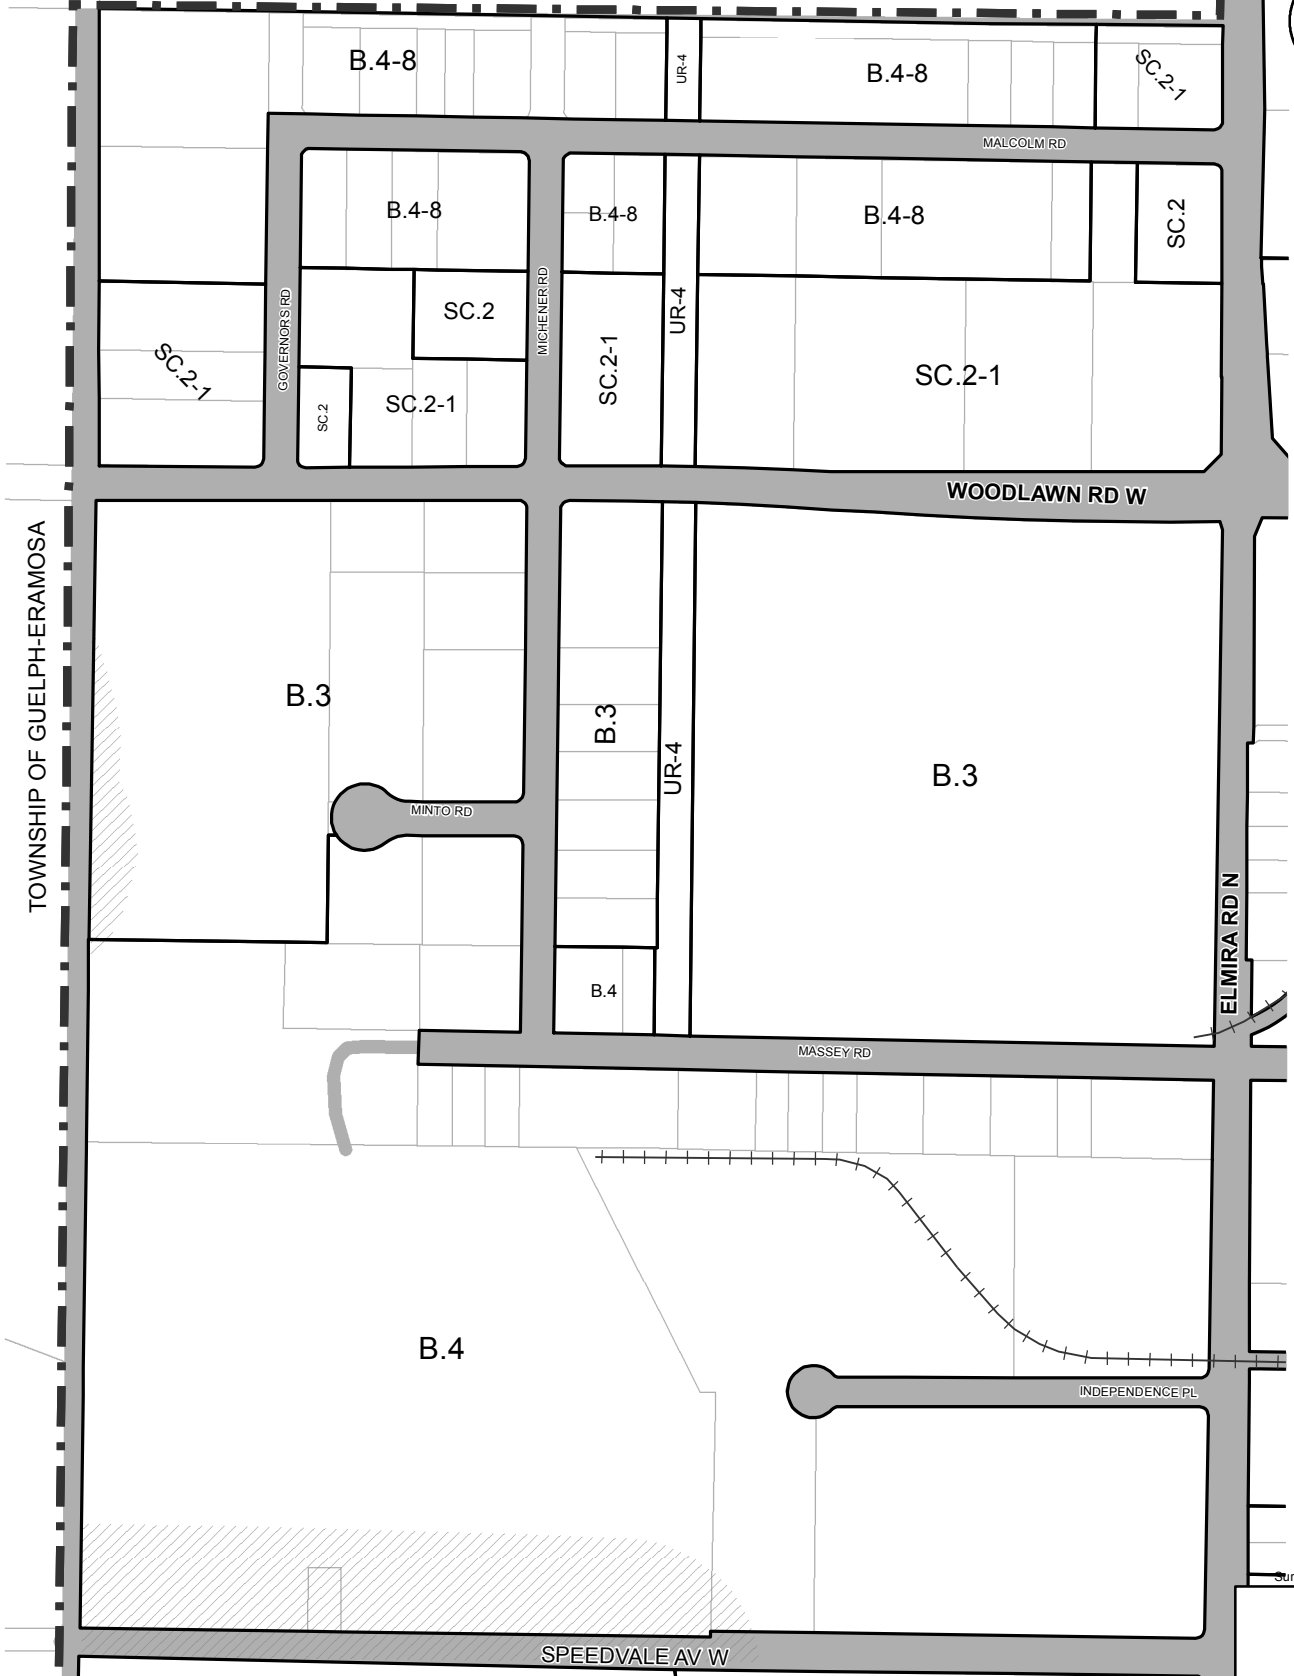 B.4-8
UR-4
B.4-8
SC.2-1
MALCOLM RD
B.4-8
B.4-8
B.4-8
SC.2
GOVERNORS RD
MICHENER RD
SC.2
UR-4
SC.2-1
SC.2-1
SC.2-1
SC.2
SC.2-1
WOODLAWN RD W
TOWNSHIP OF GUELPH-ERAMOSA
B.3
B.3
UR-4
B.3
MINTO RD
ELMIRA RD N
B.4
MASSEY RD
B.4
INDEPENDENCE PL
SPEEDVALE AV W